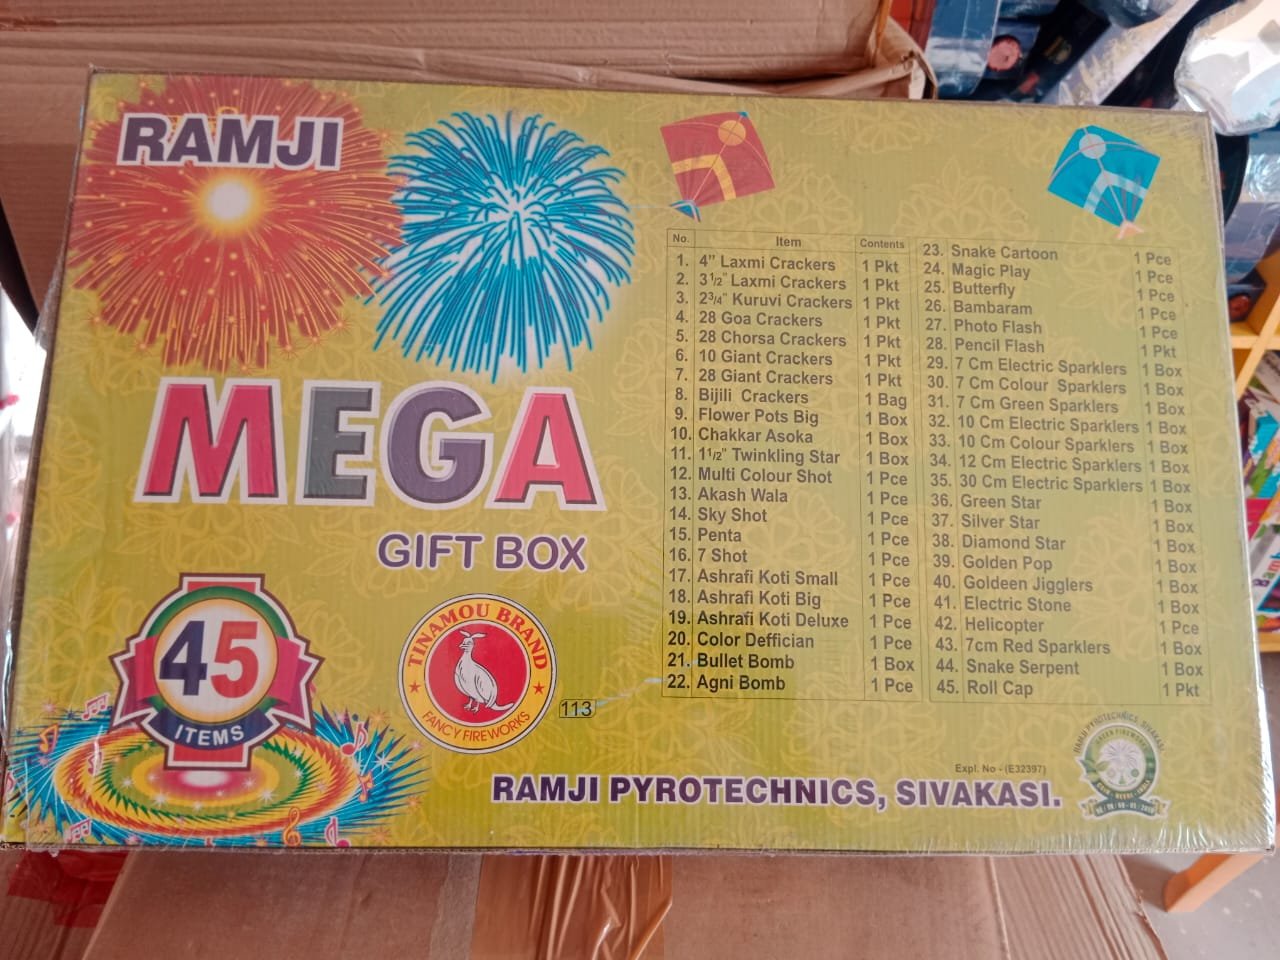 RAMJI
MEGA
GIFT BOX
45
ITEMS
TINAMOU BRAND
FANCY FIREWORKS
113
No. Item Contents
1. 4" Laxmi Crackers 1 Pkt
2. 3 1/2" Laxmi Crackers 1 Pkt
3. 2 3/4" Kuruvi Crackers 1 Pkt
4. 28 Goa Crackers 1 Pkt
5. 28 Chorsa Crackers 1 Pkt
6. 10 Giant Crackers 1 Pkt
7. 28 Giant Crackers 1 Pkt
8. Bijili Crackers 1 Bag
9. Flower Pots Big 1 Box
10. Chakkar Asoka 1 Box
11. 1 1/2" Twinkling Star 1 Box
12. Multi Colour Shot 1 Pce
13. Akash Wala 1 Pce
14. Sky Shot 1 Pce
15. Penta 1 Pce
16. 7 Shot 1 Pce
17. Ashrafi Koti Small 1 Pce
18. Ashrafi Koti Big 1 Pce
19. Ashrafi Koti Deluxe 1 Pce
20. Color Deffician 1 Pce
21. Bullet Bomb 1 Box
22. Agni Bomb 1 Pce
23. Snake Cartoon 1 Pce
24. Magic Play 1 Pce
25. Butterfly 1 Pce
26. Bambaram 1 Pce
27. Photo Flash 1 Pce
28. Pencil Flash 1 Pkt
29. 7 Cm Electric Sparklers 1 Box
30. 7 Cm Colour Sparklers 1 Box
31. 7 Cm Green Sparklers 1 Box
32. 10 Cm Electric Sparklers 1 Box
33. 10 Cm Colour Sparklers 1 Box
34. 12 Cm Electric Sparklers 1 Box
35. 30 Cm Electric Sparklers 1 Box
36. Green Star 1 Box
37. Silver Star 1 Box
38. Diamond Star 1 Box
39. Golden Pop 1 Box
40. Goldeen Jigglers 1 Box
41. Electric Stone 1 Box
42. Helicopter 1 Pce
43. 7cm Red Sparklers 1 Box
44. Snake Serpent 1 Box
45. Roll Cap 1 Pkt
Expl. No - (E32397)
RAMJI PYROTECHNICS, SIVAKASI.
RAMJI PYROTECHNICS, SIVAKASI
GREEN FIREWORKS